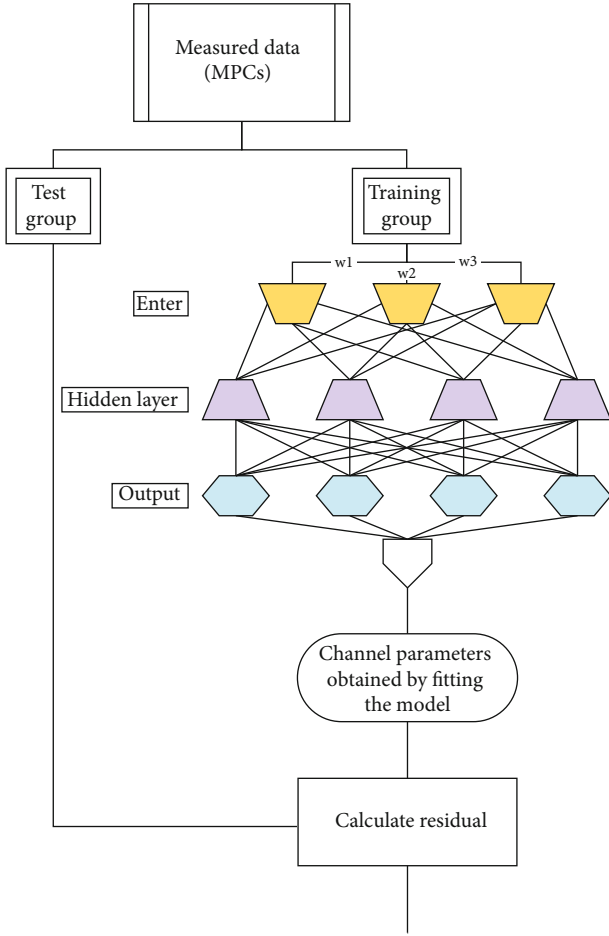 Measured data
(MPCs)
Test
group
Training
group
w1
w2
w3
Enter
Hidden layer
Output
Channel parameters
obtained by fitting
the model
Calculate residual